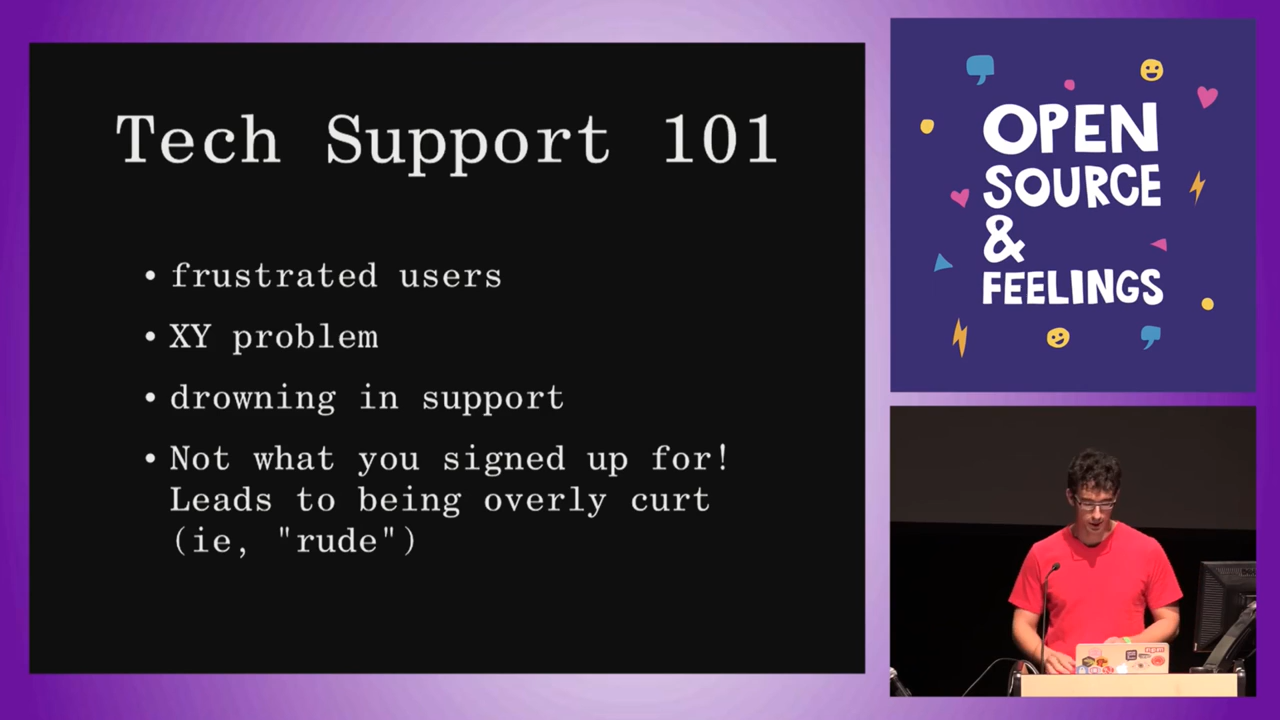 Tech Support 101
• frustrated users
• XY problem
• drowning in support
• Not what you signed up for!
Leads to being overly curt
(ie, "rude")
OPEN
SOURCE
&
FEELINGS